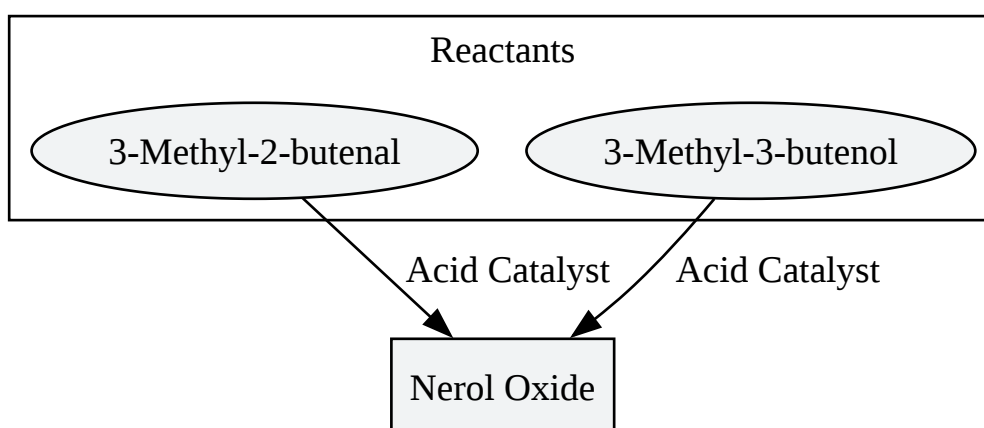 Reactants
3-Methyl-2-butenal
3-Methyl-3-butenol
Acid Catalyst
Acid Catalyst
Nerol Oxide